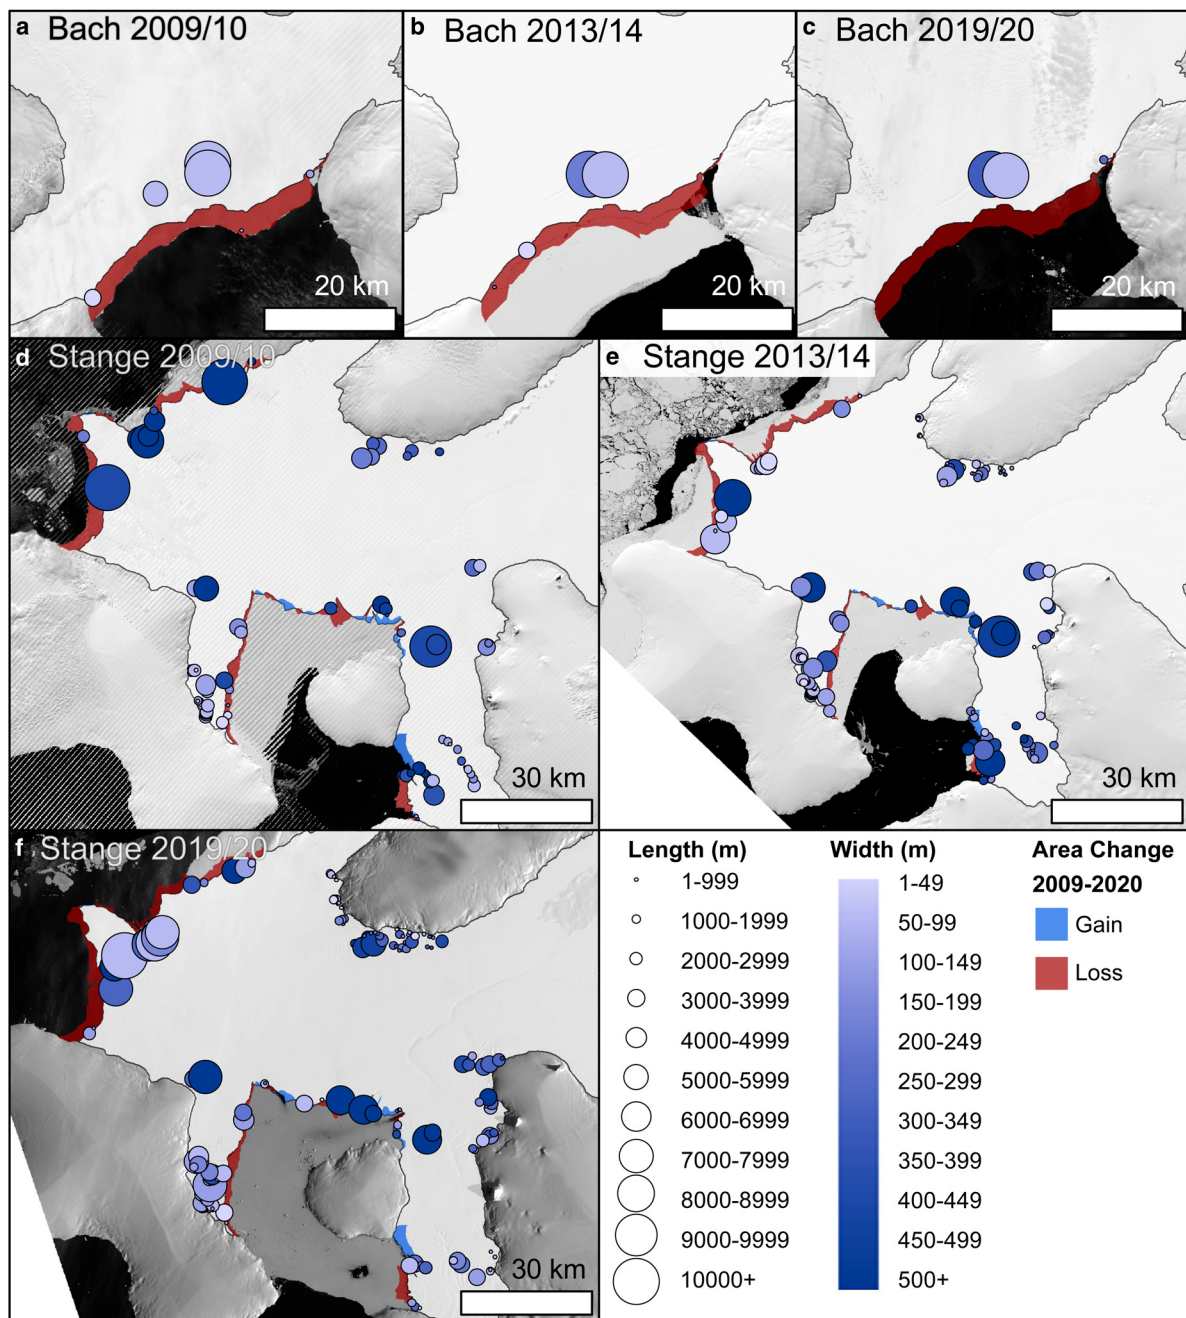 a Bach 2009/10
b Bach 2013/14
c Bach 2019/20
20 km
20 km
20 km
d Stange 2009/10
e Stange 2013/14
30 km
30 km
f Stange 2019/20
30 km
Length (m)
1-999
1000-1999
2000-2999
3000-3999
4000-4999
5000-5999
6000-6999
7000-7999
8000-8999
9000-9999
10000+
Width (m)
1-49
50-99
100-149
150-199
200-249
250-299
300-349
350-399
400-449
450-499
500+
Area Change
2009-2020
Gain
Loss